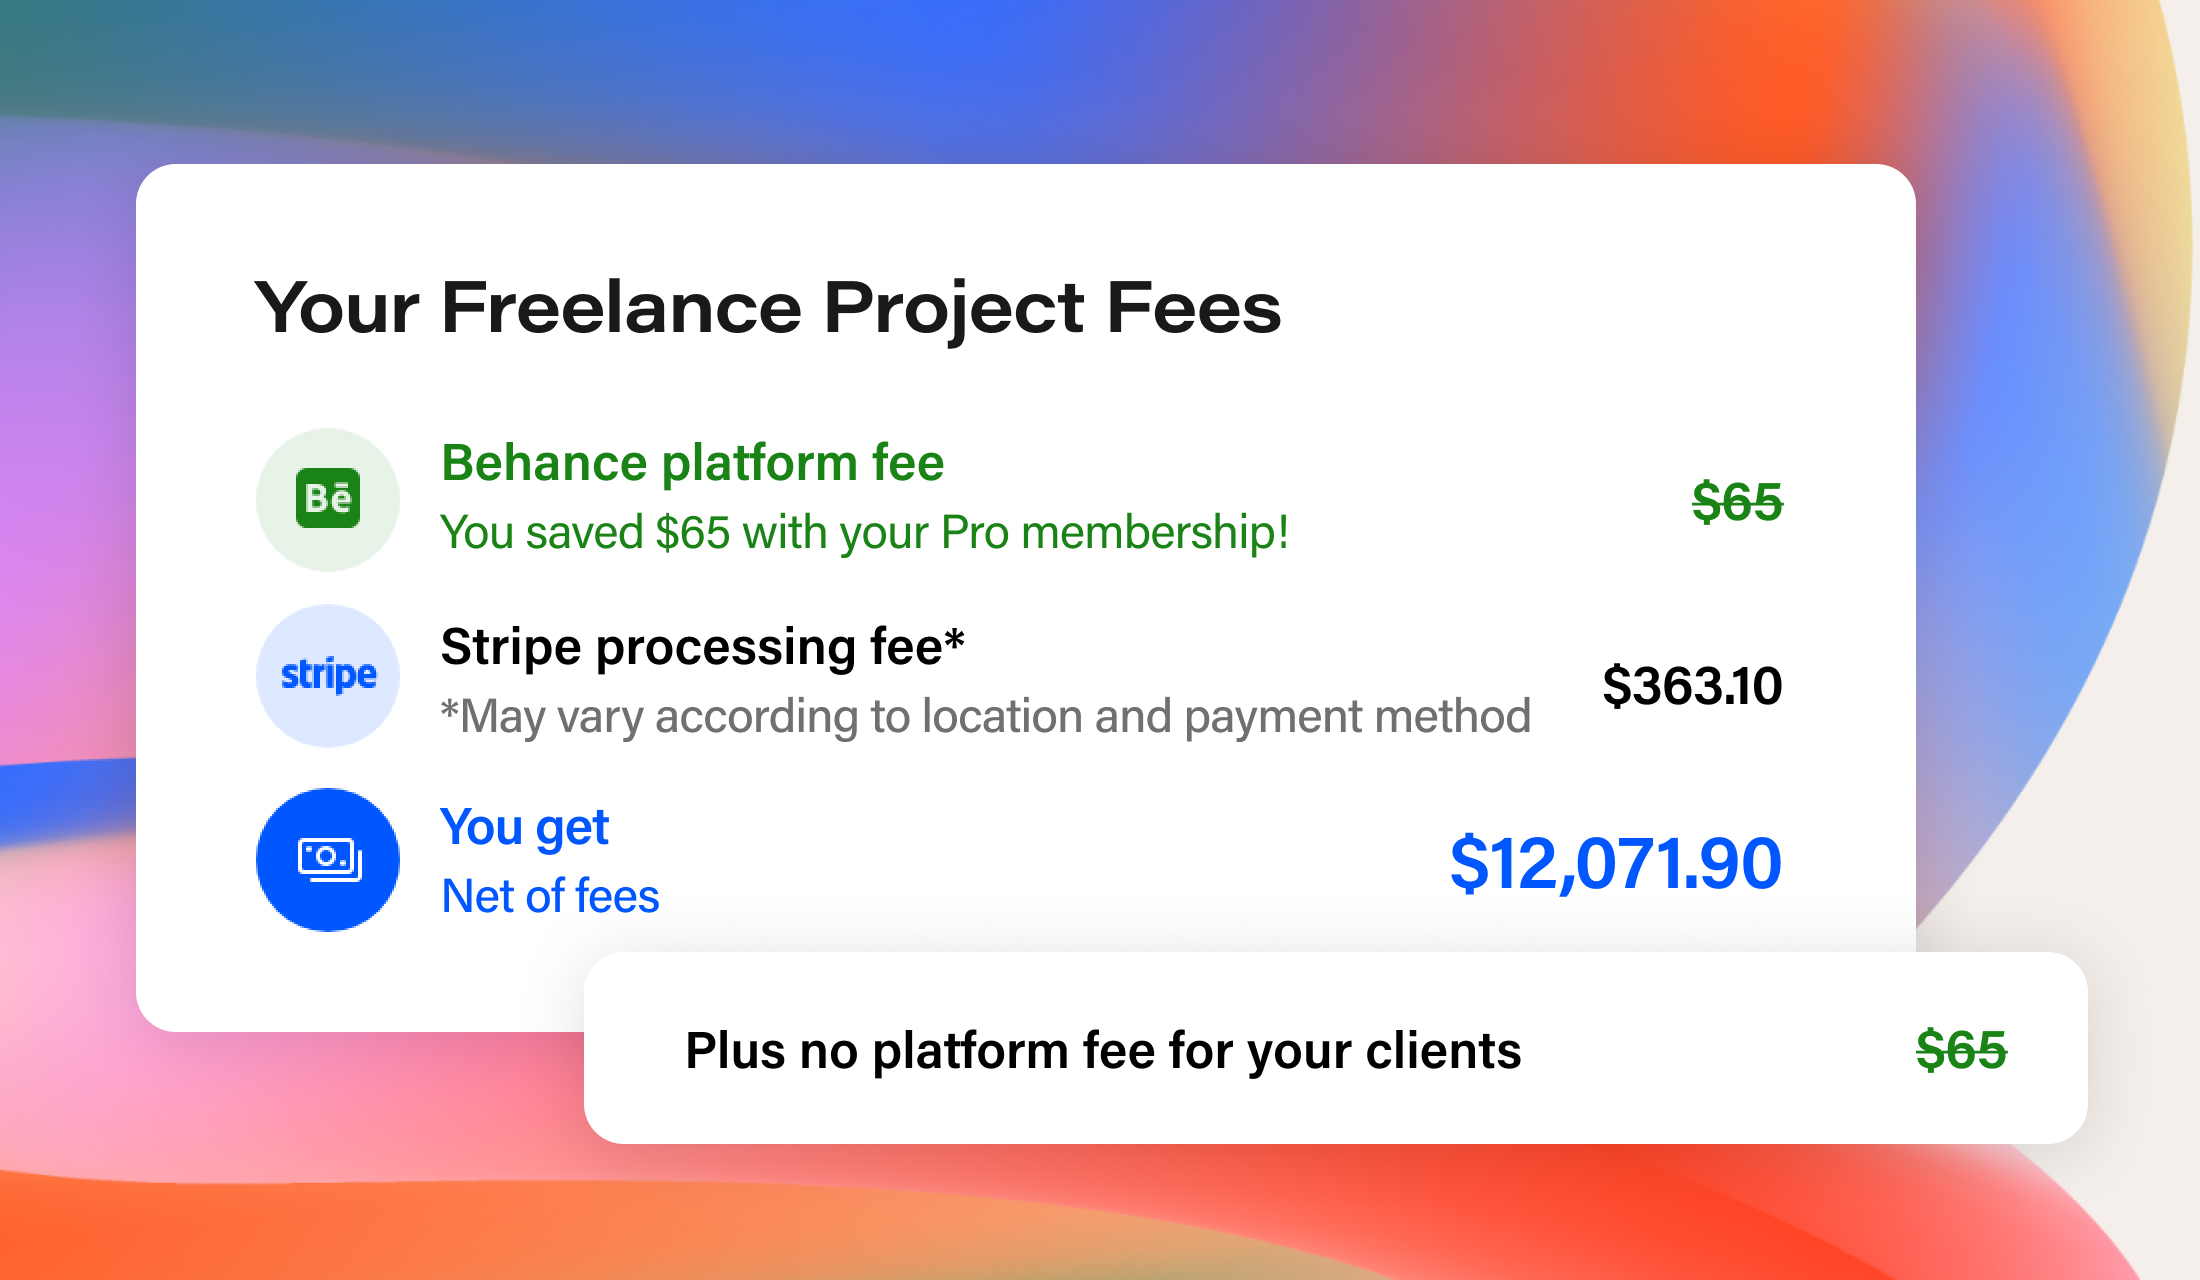 Your Freelance Project Fees
Bē
Behance platform fee
You saved $65 with your Pro membership!
$65
stripe
Stripe processing fee*
*May vary according to location and payment method
$363.10
You get
Net of fees
$12,071.90
Plus no platform fee for your clients
$65